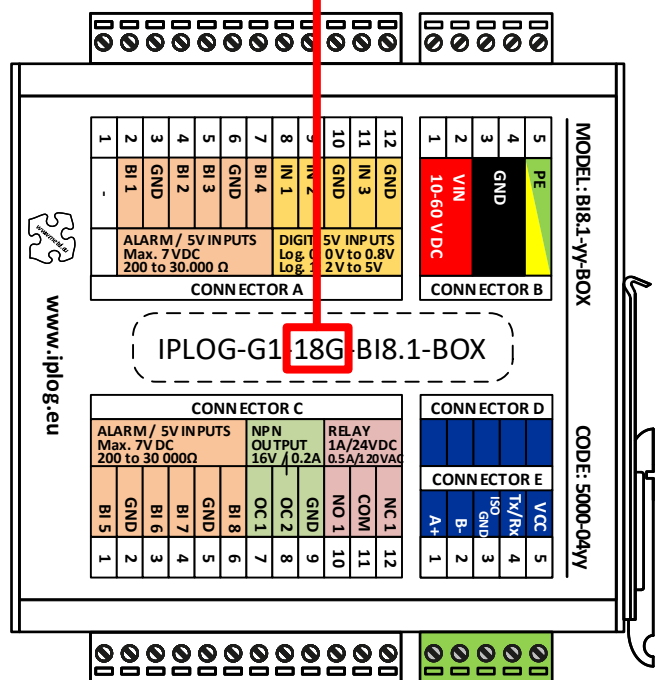 1 2 3 4 5 6 7 8 9 10 11 12
- BI 1 GND BI 2 BI 3 GND BI 4 IN 1 IN 2 GND IN 3 GND
ALARM / 5V INPUTS
Max. 7VDC
200 to 30.000 Ω
5V INPUTS
0V to 0.8V
2V to 5V
CONNECTOR A
1 2 3 4 5
VIN
10-60 V DC
GND
PE
CONNECTOR B
MODEL: BI8.1-yy-BOX
www.iplog.eu
IPLOG-G1-18G-BI8.1-BOX
CONNECTOR C
ALARM / 5V INPUTS
Max. 7V DC
200 to 30 000Ω
NPN
OUTPUT
16V / 0.2A
RELAY
1A/24VDC
0.5A/120VAC
BI 5 GND BI 6 BI 7 GND BI 8 OC 1 OC 2 GND NO 1 COM NC 1
1 2 3 4 5 6 7 8 9 10 11 12
CONNECTOR D
CONNECTOR E
A+ B- ISO GND Tx/Rx VCC
1 2 3 4 5
CODE: 5000-04yy